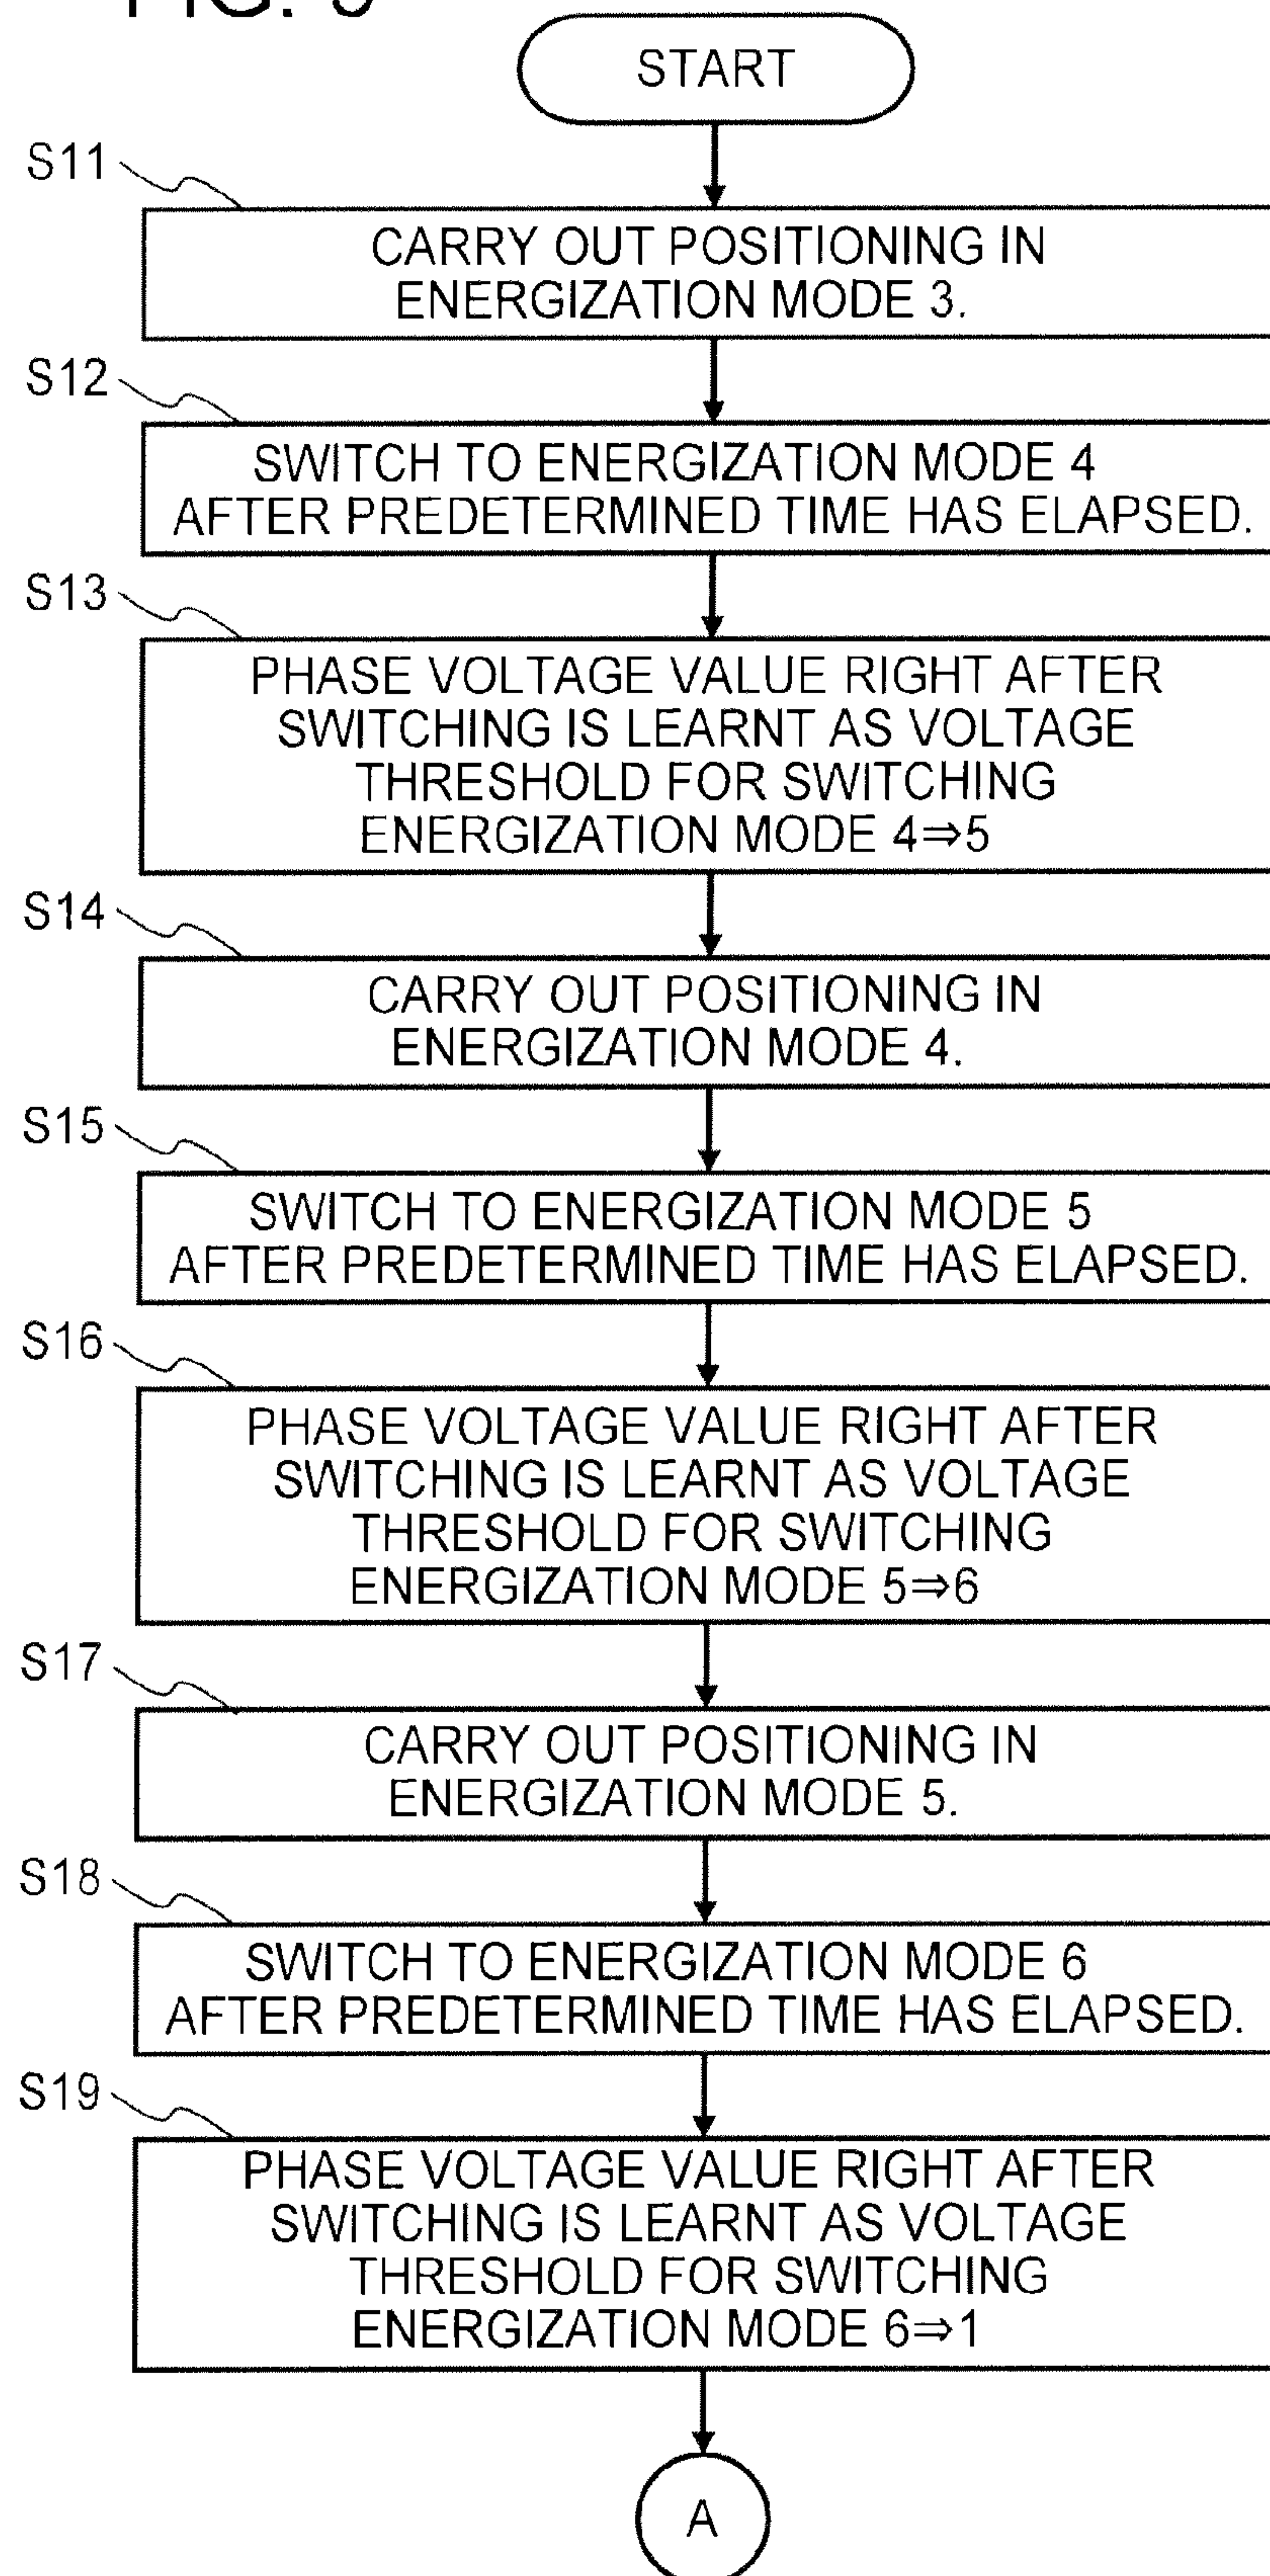 FIG.
START
S11
CARRY OUT POSITIONING IN
ENERGIZATION MODE 3.
S12
SWITCH TO ENERGIZATION MODE 4
AFTER PREDETERMINED TIME HAS ELAPSED.
S13
PHASE VOLTAGE VALUE RIGHT AFTER
SWITCHING IS LEARNT AS VOLTAGE
THRESHOLD FOR SWITCHING
ENERGIZATION MODE 4⇒5
S14
CARRY OUT POSITIONING IN
ENERGIZATION MODE 4.
S15
SWITCH TO ENERGIZATION MODE 5
AFTER PREDETERMINED TIME HAS ELAPSED.
S16
PHASE VOLTAGE VALUE RIGHT AFTER
SWITCHING IS LEARNT AS VOLTAGE
THRESHOLD FOR SWITCHING
ENERGIZATION MODE 5⇒6
S17
CARRY OUT POSITIONING IN
ENERGIZATION MODE 5.
S18
SWITCH TO ENERGIZATION MODE 6
AFTER PREDETERMINED TIME HAS ELAPSED.
S19
PHASE VOLTAGE VALUE RIGHT AFTER
SWITCHING IS LEARNT AS VOLTAGE
THRESHOLD FOR SWITCHING
ENERGIZATION MODE 6⇒1
A